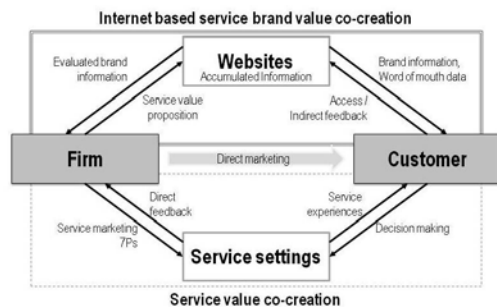 Internet based service brand value co-creation
Evaluated brand
information
Websites
Accumulated Information
Brand information,
Word of mouth data
Service value
proposition
Access /
Indirect feedback
Firm
Direct marketing
Customer
Direct
feedback
Service
experiences
Service marketing
7Ps
Decision making
Service settings
Service value co-creation